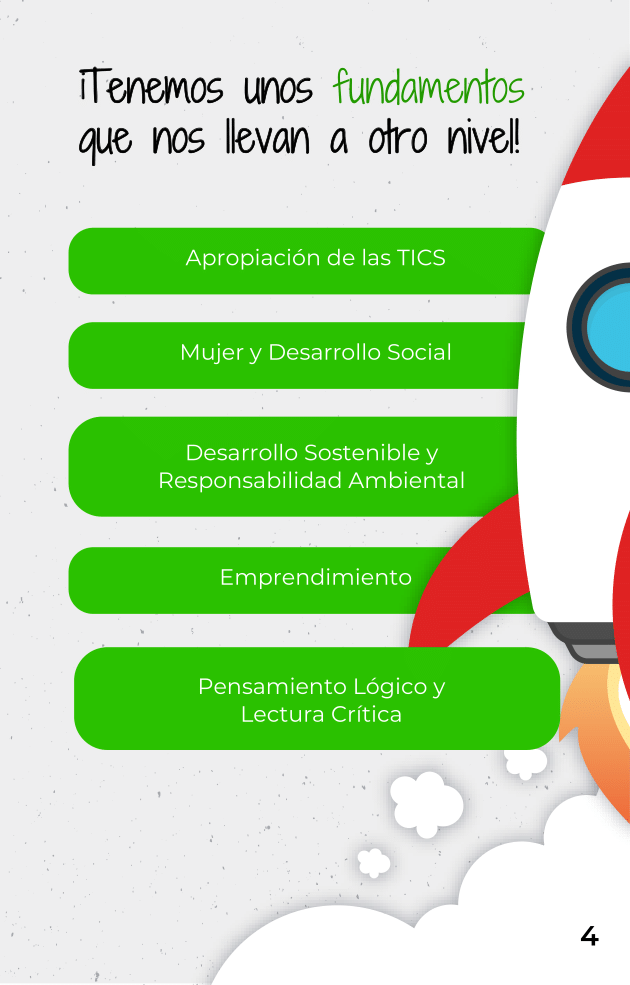 ¡Tenemos unos fundamentos
que nos llevan a otro nivel!
Apropiación de las TICS
Mujer y Desarrollo Social
Desarrollo Sostenible y
Responsabilidad Ambiental
Emprendimiento
Pensamiento Lógico y
Lectura Crítica
4